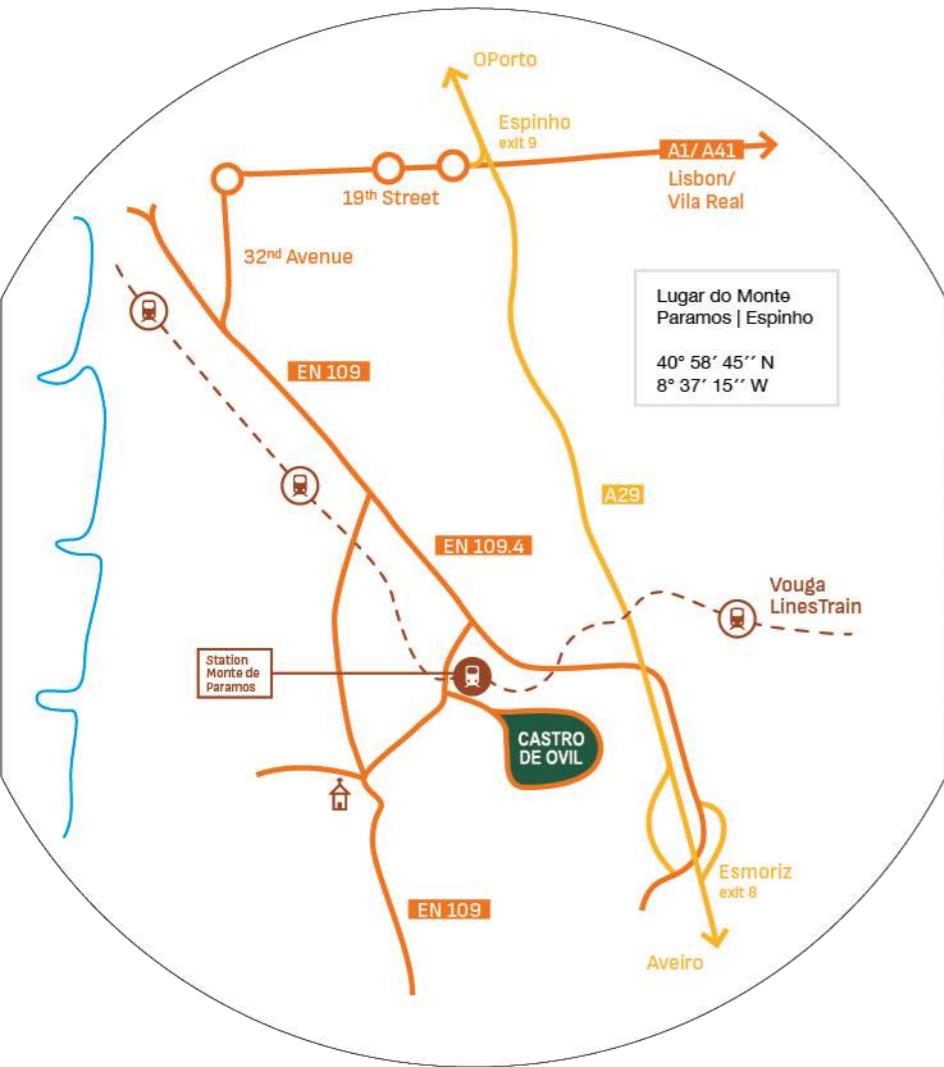 OPorto
Espinho
exit 9
A1/ A41
Lisbon/
Vila Real
19th Street
32nd Avenue
Lugar do Monte
Paramos | Espinho
40° 58´ 45´´ N
8° 37´ 15´´ W
EN 109
A29
EN 109.4
Vouga
LinesTrain
Station
Monte de
Paramos
CASTRO
DE OVIL
Esmoriz
exit 8
EN 109
Aveiro